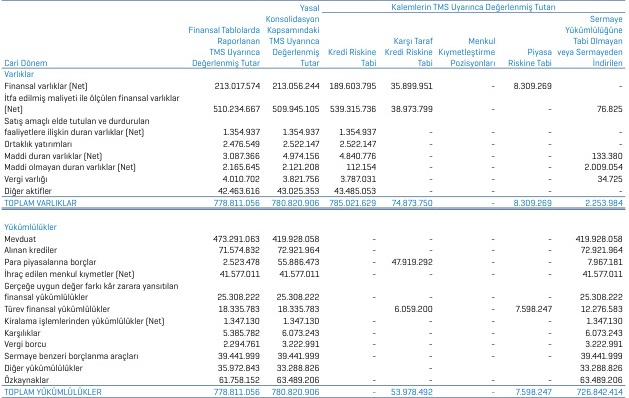 Kalemlerin TMS Uyarınca Değerlenmiş Tutarı
Cari Dönem	Finansal Tablolarda Raporlanan TMS Uyarınca Değerlenmiş Tutar	Yasal Konsolidasyon Kapsamındaki TMS Uyarınca Değerlenmiş Tutar	Kredi Riskine Tabi	Karşı Taraf Kredi Riskine Tabi	Menkul Kıymetleştirme Pozisyonları	Piyasa Riskine Tabi	Sermaye Yükümlülüğüne Tabi Olmayan veya Sermayeden İndirilen
Varlıklar
Finansal varlıklar (Net)	213.017.574	213.056.244	189.603.795	35.899.951	-	8.309.269	-
İtfa edilmiş maliyeti ile ölçülen finansal varlıklar
(Net)	510.234.667	509.945.105	539.315.736	38.973.799	-	-	76.825
Satış amaçlı elde tutulan ve durdurulan
faaliyetlere ilişkin duran varlıklar (Net)	1.354.937	1.354.937	1.354.937	-	-	-	-
Ortaklık yatırımları	2.476.549	2.522.147	2.522.147	-	-	-	-
Maddi duran varlıklar (Net)	3.087.366	4.974.156	4.840.776	-	-	-	133.380
Maddi olmayan duran varlıklar (Net)	2.165.645	2.121.208	112.154	-	-	-	2.009.054
Vergi varlığı	4.010.702	3.821.756	3.787.031	-	-	-	34.725
Diğer aktifler	42.463.616	43.025.353	43.485.053	-	-	-	-
TOPLAM VARLIKLAR	778.811.056	780.820.906	785.021.629	74.873.750	-	8.309.269	2.253.984
Yükümlülükler
Mevduat	473.291.063	419.928.058	-	-	-	-	419.928.058
Alınan krediler	71.574.832	72.921.964	-	-	-	-	72.921.964
Para piyasalarına borçlar	2.523.478	55.886.473	-	47.919.292	-	-	7.967.181
İhraç edilen menkul kıymetler (Net)	41.577.011	41.577.011	-	-	-	-	41.577.011
Gerçeğe uygun değer farkı kâr zarara yansıtılan
finansal yükümlülükler	25.308.222	25.308.222	-	-	-	-	25.308.222
Türev finansal yükümlülükler	18.335.783	18.335.783	-	6.059.200	-	7.598.247	12.276.583
Kiralama işlemlerinden yükümlülükler (Net)	1.347.130	1.347.130	-	-	-	-	1.347.130
Karşılıklar	5.385.782	6.073.243	-	-	-	-	6.073.243
Vergi borcu	2.294.761	3.222.991	-	-	-	-	3.222.991
Sermaye benzeri borçlanma araçları	39.441.999	39.441.999	-	-	-	-	39.441.999
Diğer yükümlülükler	35.972.843	33.288.826	-	-	33.288.826
Özkaynaklar	61.758.152	63.489.206	-	-	-	-	63.489.206
TOPLAM YÜKÜMLÜLÜKLER	778.811.056	780.820.906	-	53.978.492	-	7.598.247	726.842.414